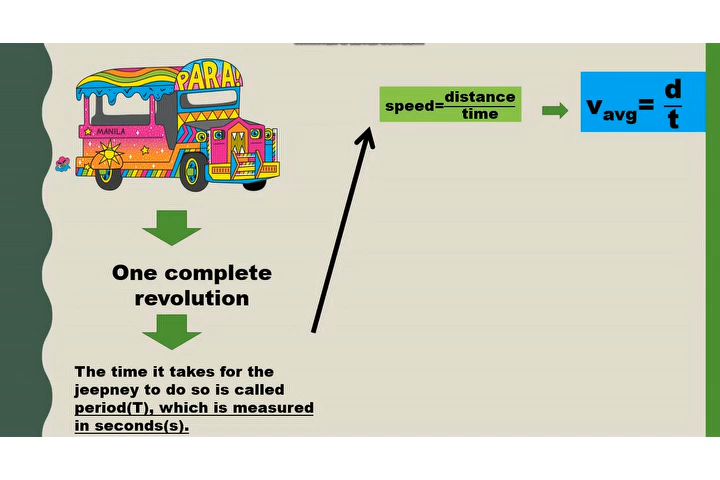 PARA!
MANILA
One complete
revolution
The time it takes for the
jeepney to do so is called
period(T), which is measured
in seconds(s).
speed=distance/time
v avg = d/t